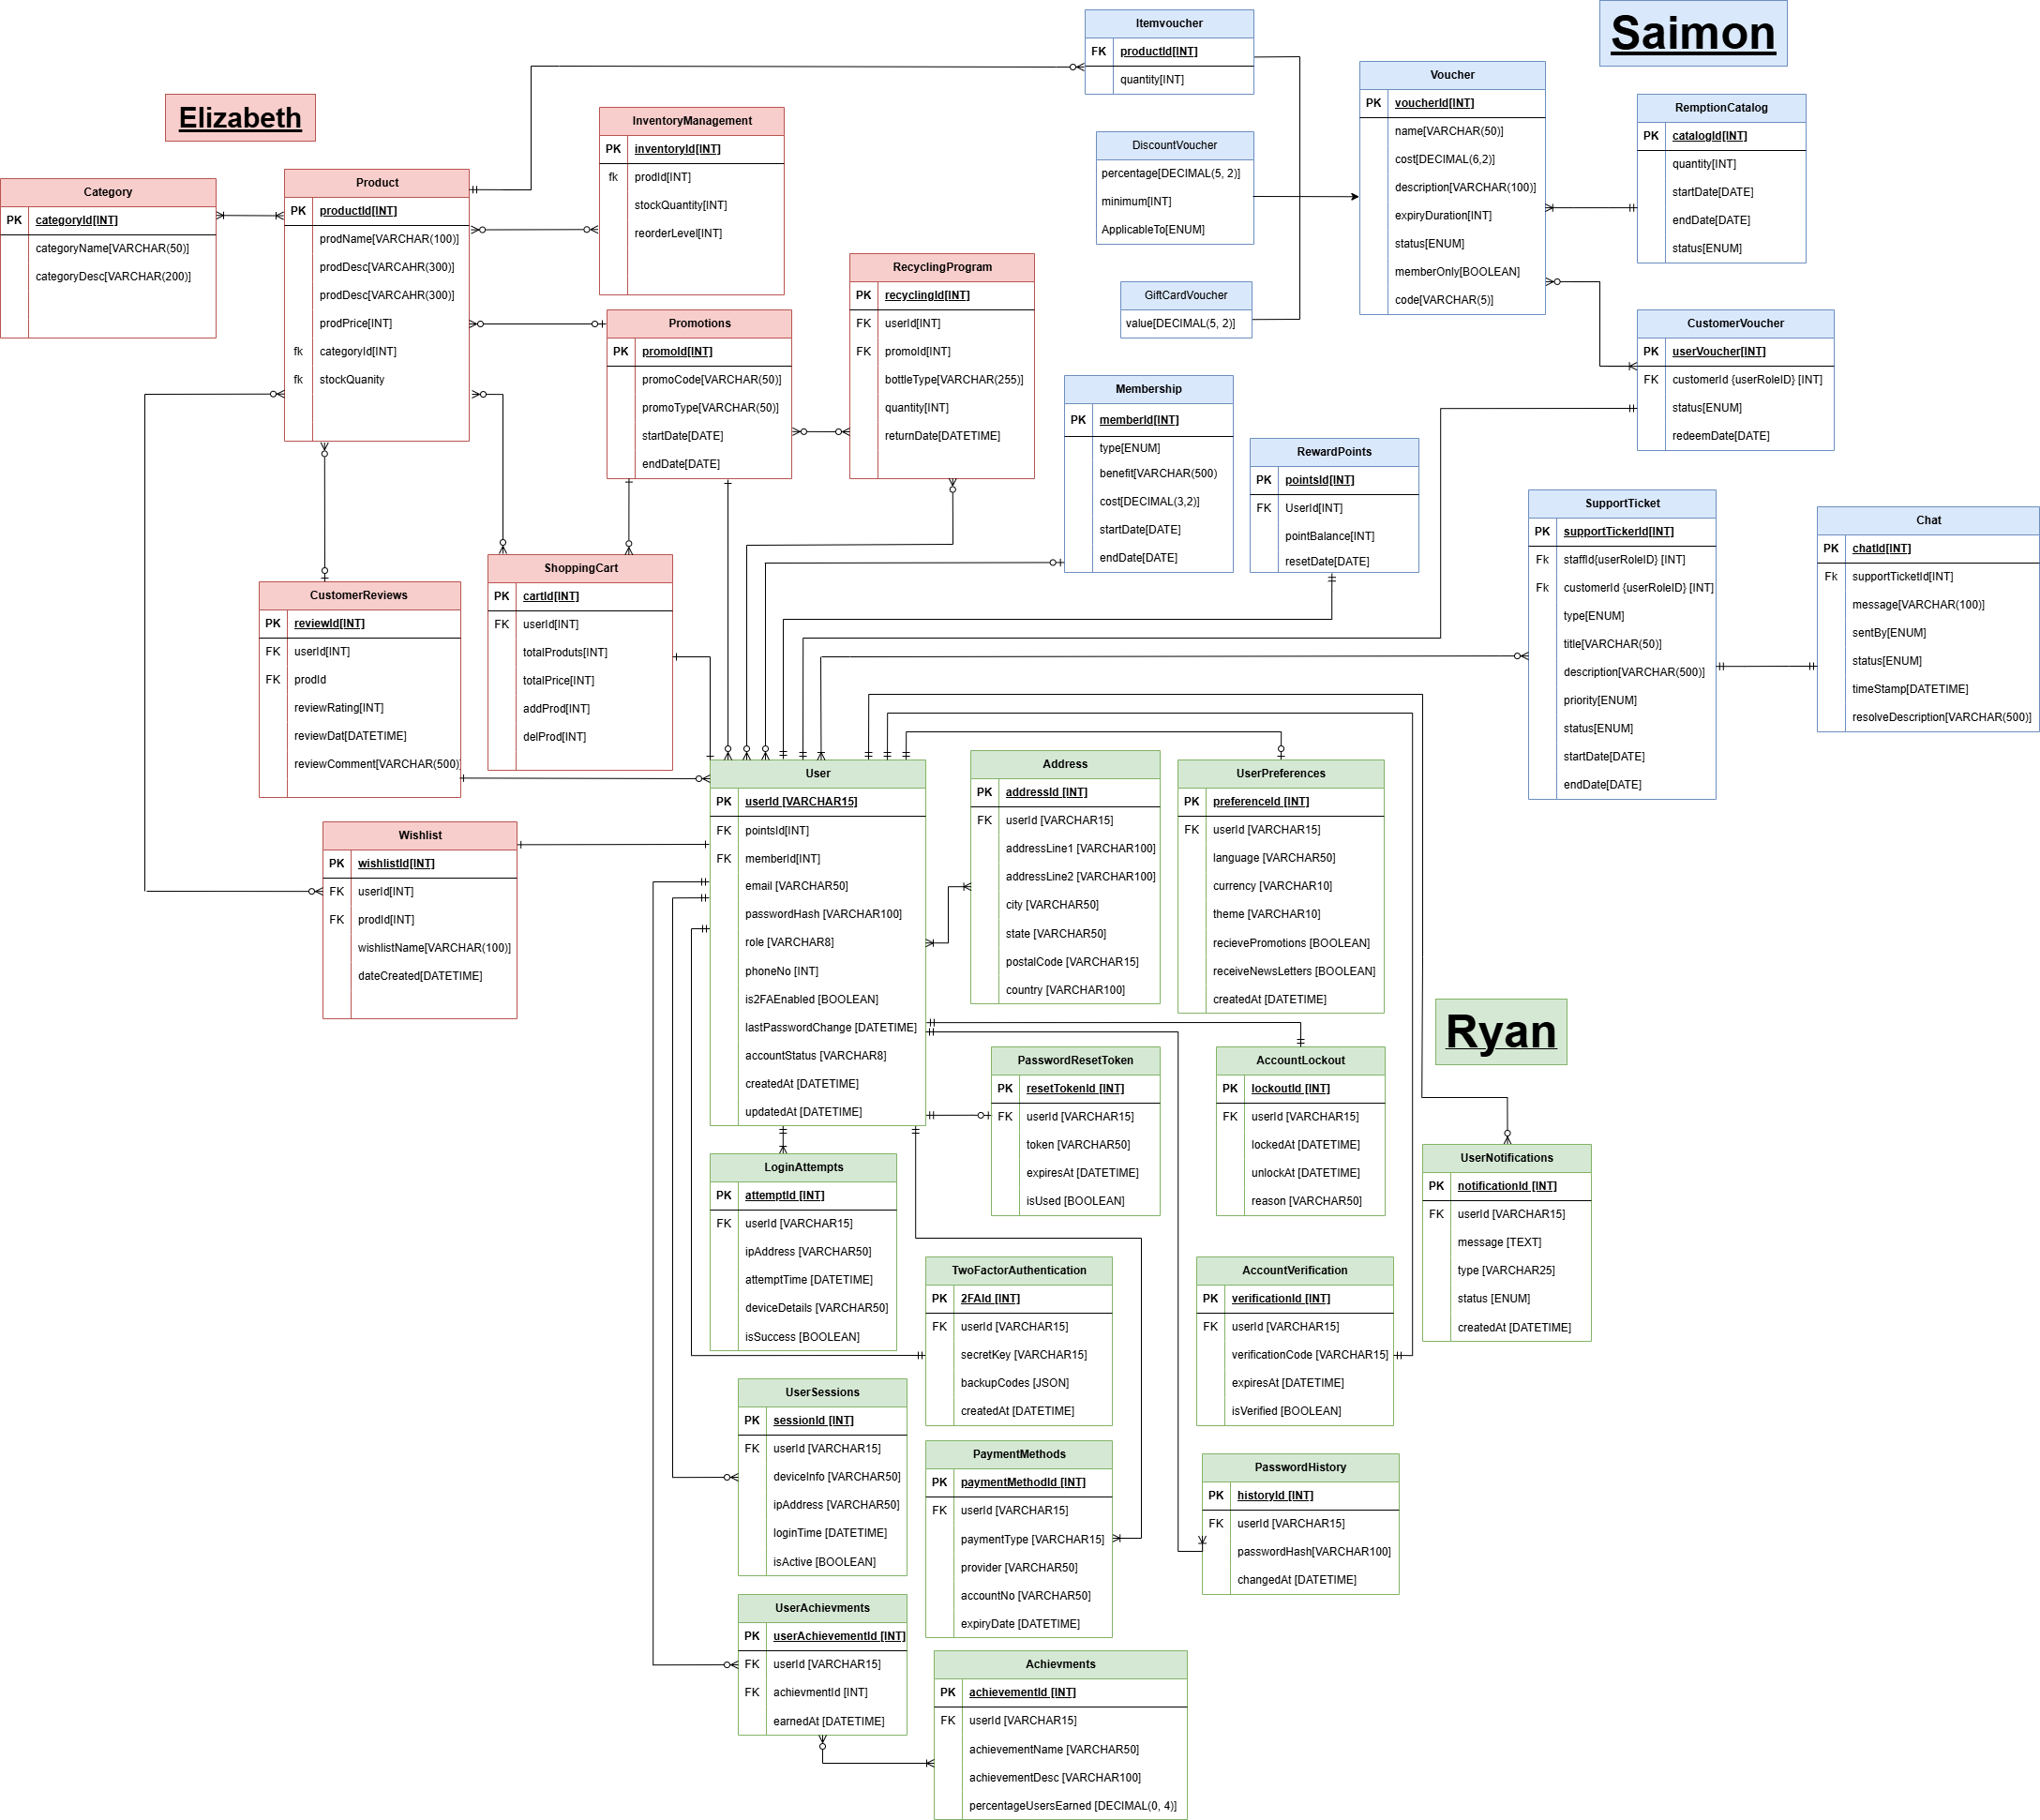 Saimon
Elizabeth
Ryan
Itemvoucher
FK productId[INT]
quantity[INT]
DiscountVoucher
percentage[DECIMAL(5, 2)]
minimum[INT]
ApplicableTo[ENUM]
GiftCardVoucher
value[DECIMAL(5, 2)]
Voucher
PK voucherId[INT]
name[VARCHAR(50)]
cost[DECIMAL(6,2)]
description[VARCHAR(100)]
expiryDuration[INT]
status[ENUM]
memberOnly[BOOLEAN]
code[VARCHAR(5)]
RemptionCatalog
PK catalogId[INT]
quantity[INT]
startDate[DATE]
endDate[DATE]
status[ENUM]
CustomerVoucher
PK userVoucher[INT]
FK customerId {userRoleID} [INT]
status[ENUM]
redeemDate[DATE]
Category
PK categoryId[INT]
categoryName[VARCHAR(50)]
categoryDesc[VARCHAR(200)]
Product
PK productId[INT]
prodName[VARCHAR(100)]
prodDesc[VARCAHR(300)]
prodDesc[VARCAHR(300)]
prodPrice[INT]
fk categoryId[INT]
fk stockQuanity
InventoryManagement
PK inventoryId[INT]
fk prodId[INT]
stockQuantity[INT]
reorderLevel[INT]
RecyclingProgram
PK recyclingId[INT]
FK userId[INT]
FK promoId[INT]
bottleType[VARCHAR(255)]
quantity[INT]
returnDate[DATETIME]
Promotions
PK promoId[INT]
promoCode[VARCHAR(50)]
promoType[VARCHAR(50)]
startDate[DATE]
endDate[DATE]
Membership
PK memberId[INT]
type[ENUM]
benefit[VARCHAR(500)
cost[DECIMAL(3,2)]
startDate[DATE]
endDate[DATE]
RewardPoints
PK pointsId[INT]
FK UserId[INT]
pointBalance[INT]
resetDate[DATE]
SupportTicket
PK supportTickerId[INT]
Fk staffId{userRoleID} [INT]
Fk customerId {userRoleID} [INT]
type[ENUM]
title[VARCHAR(50)]
description[VARCHAR(500)]
priority[ENUM]
status[ENUM]
startDate[DATE]
endDate[DATE]
Chat
PK chatId[INT]
Fk supportTicketId[INT]
message[VARCHAR(100)]
sentBy[ENUM]
status[ENUM]
timeStamp[DATETIME]
resolveDescription[VARCHAR(500)]
CustomerReviews
PK reviewId[INT]
FK userId[INT]
FK prodId
reviewRating[INT]
reviewDat[DATETIME]
reviewComment[VARCHAR(500)]
ShoppingCart
PK cartId[INT]
FK userId[INT]
totalProduts[INT]
totalPrice[INT]
addProd[INT]
delProd[INT]
Wishlist
PK wishlistId[INT]
FK userId[INT]
FK prodId[INT]
wishlistName[VARCHAR(100)]
dateCreated[DATETIME]
User
PK userId [VARCHAR15)]
FK pointsId[INT]
FK memberId[INT]
email [VARCHAR50]
passwordHash [VARCHAR100]
role [VARCHAR8]
phoneNo [INT]
is2FAEnabled [BOOLEAN]
lastPasswordChange [DATETIME]
accountStatus [VARCHAR8]
createdAt [DATETIME]
updatedAt [DATETIME]
Address
PK addressId [INT]
FK userId [VARCHAR15]
addressLine1 [VARCHAR100]
addressLine2 [VARCHAR100]
city [VARCHAR50]
state [VARCHAR50]
postalCode [VARCHAR15]
country [VARCHAR100]
UserPreferences
PK preferenceId [INT]
FK userId [VARCHAR15]
language [VARCHAR50]
currency [VARCHAR10]
theme [VARCHAR10]
recievePromotions [BOOLEAN]
receiveNewsLetters [BOOLEAN]
createdAt [DATETIME]
PasswordResetToken
PK resetTokenId [INT]
FK userId [VARCHAR15]
token [VARCHAR50]
expiresAt [DATETIME]
isUsed [BOOLEAN]
AccountLockout
PK lockoutId [INT]
FK userId [VARCHAR15]
lockedAt [DATETIME]
unlockAt [DATETIME]
reason [VARCHAR50]
UserNotifications
PK notificationId [INT]
FK userId [VARCHAR15]
message [TEXT]
type [VARCHAR25]
status [ENUM]
createdAt [DATETIME]
LoginAttempts
PK attemptId [INT]
FK userId [VARCHAR15]
ipAddress [VARCHAR50]
attemptTime [DATETIME]
deviceDetails [VARCHAR50]
isSuccess [BOOLEAN]
TwoFactorAuthentication
PK 2FAId [INT]
FK userId [VARCHAR15]
secretKey [VARCHAR15]
backupCodes [JSON]
createdAt [DATETIME]
AccountVerification
PK verificationId [INT]
FK userId [VARCHAR15]
verificationCode [VARCHAR15]
expiresAt [DATETIME]
isVerified [BOOLEAN]
UserSessions
PK sessionId [INT]
FK userId [VARCHAR15]
deviceInfo [VARCHAR50]
ipAddress [VARCHAR50]
loginTime [DATETIME]
isActive [BOOLEAN]
PaymentMethods
PK paymentMethodId [INT]
FK userId [VARCHAR15]
paymentType [VARCHAR15]
provider [VARCHAR50]
accountNo [VARCHAR50]
expiryDate [DATETIME]
PasswordHistory
PK historyId [INT]
FK userId [VARCHAR15]
passwordHash[VARCHAR100]
changedAt [DATETIME]
UserAchievments
PK userAchievementId [INT]
FK userId [VARCHAR15]
FK achievmentId [INT]
earnedAt [DATETIME]
Achievments
PK achievementId [INT]
FK userId [VARCHAR15]
achievementName [VARCHAR50]
achievementDesc [VARCHAR100]
percentageUsersEarned [DECIMAL(0, 4)]